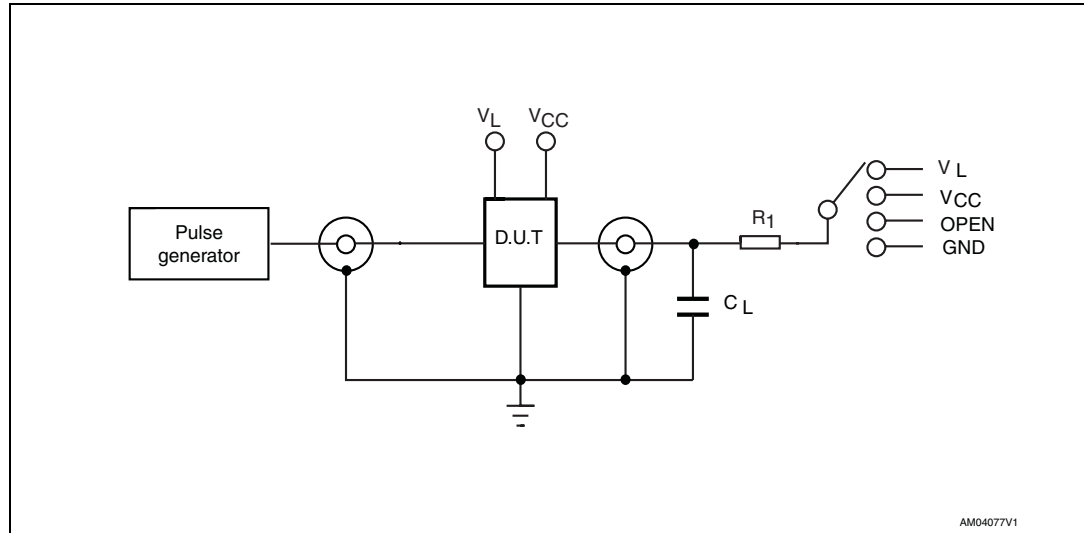 VL
VCC
Pulse
generator
D.U.T
R1
CL
VL
VCC
OPEN
GND
AM04077V1